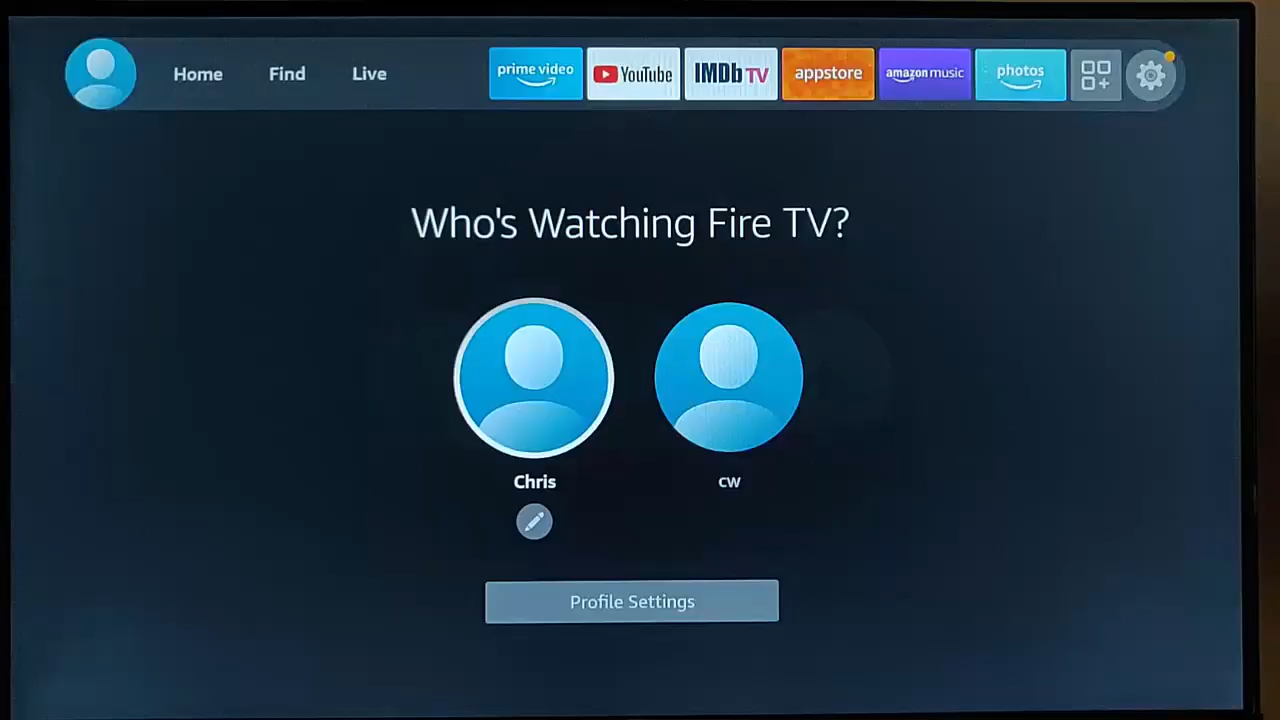 Home Find Live prime video YouTube IMDb TV appstore amazon music photos
Who's Watching Fire TV?
Chris cw
Profile Settings